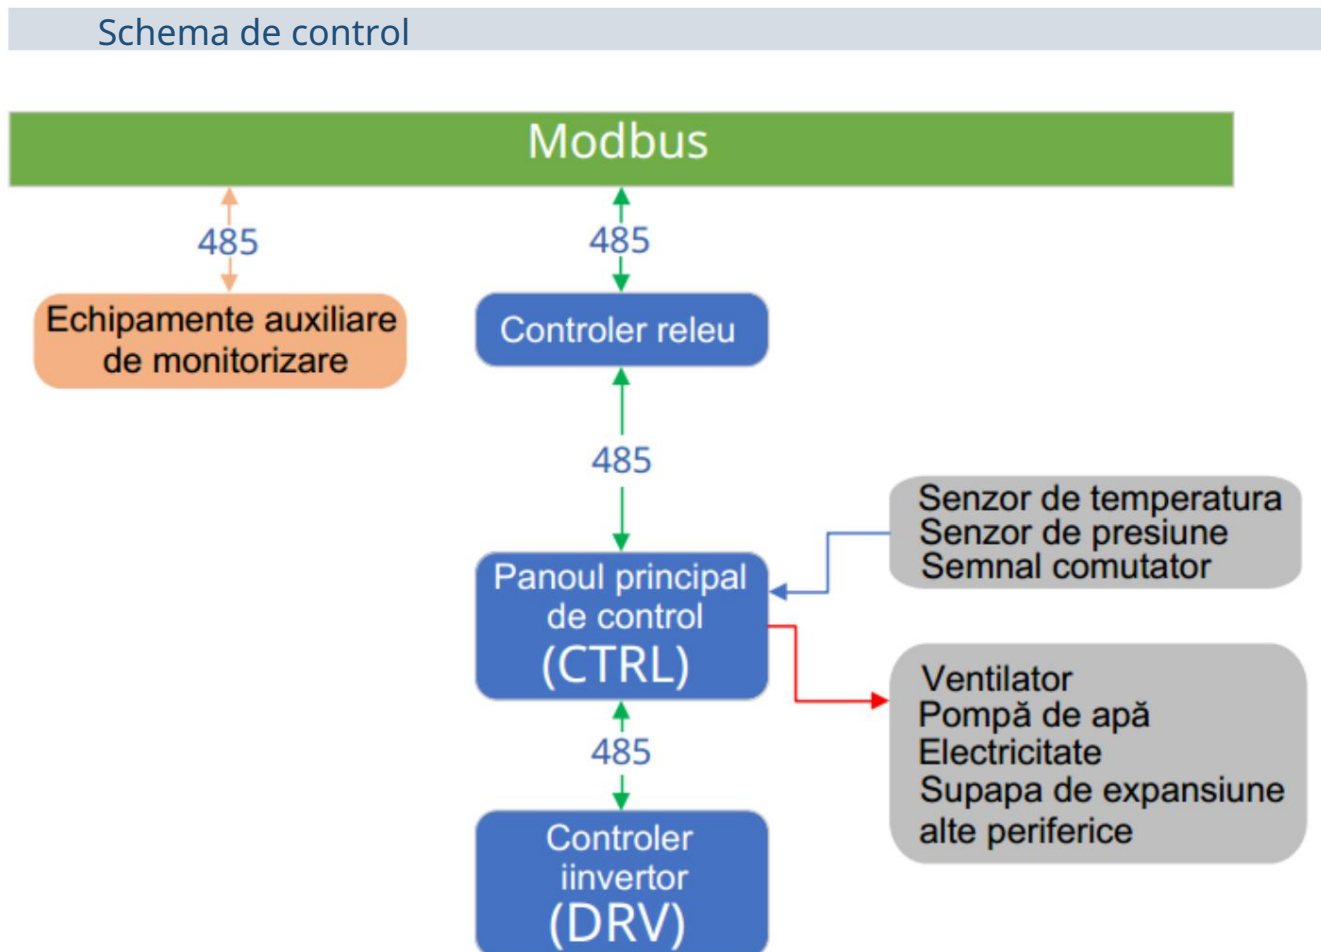 Schema de control
Modbus
485
485
Echipamente auxiliare
de monitorizare
Controler releu
485
Senzor de temperatura
Senzor de presiune
Semnal comutator
Panoul principal
de control
(CTRL)
Ventilator
Pompă de apă
Electricitate
Supapa de expansiune
alte periferice
485
Controler
iinvertor
(DRV)